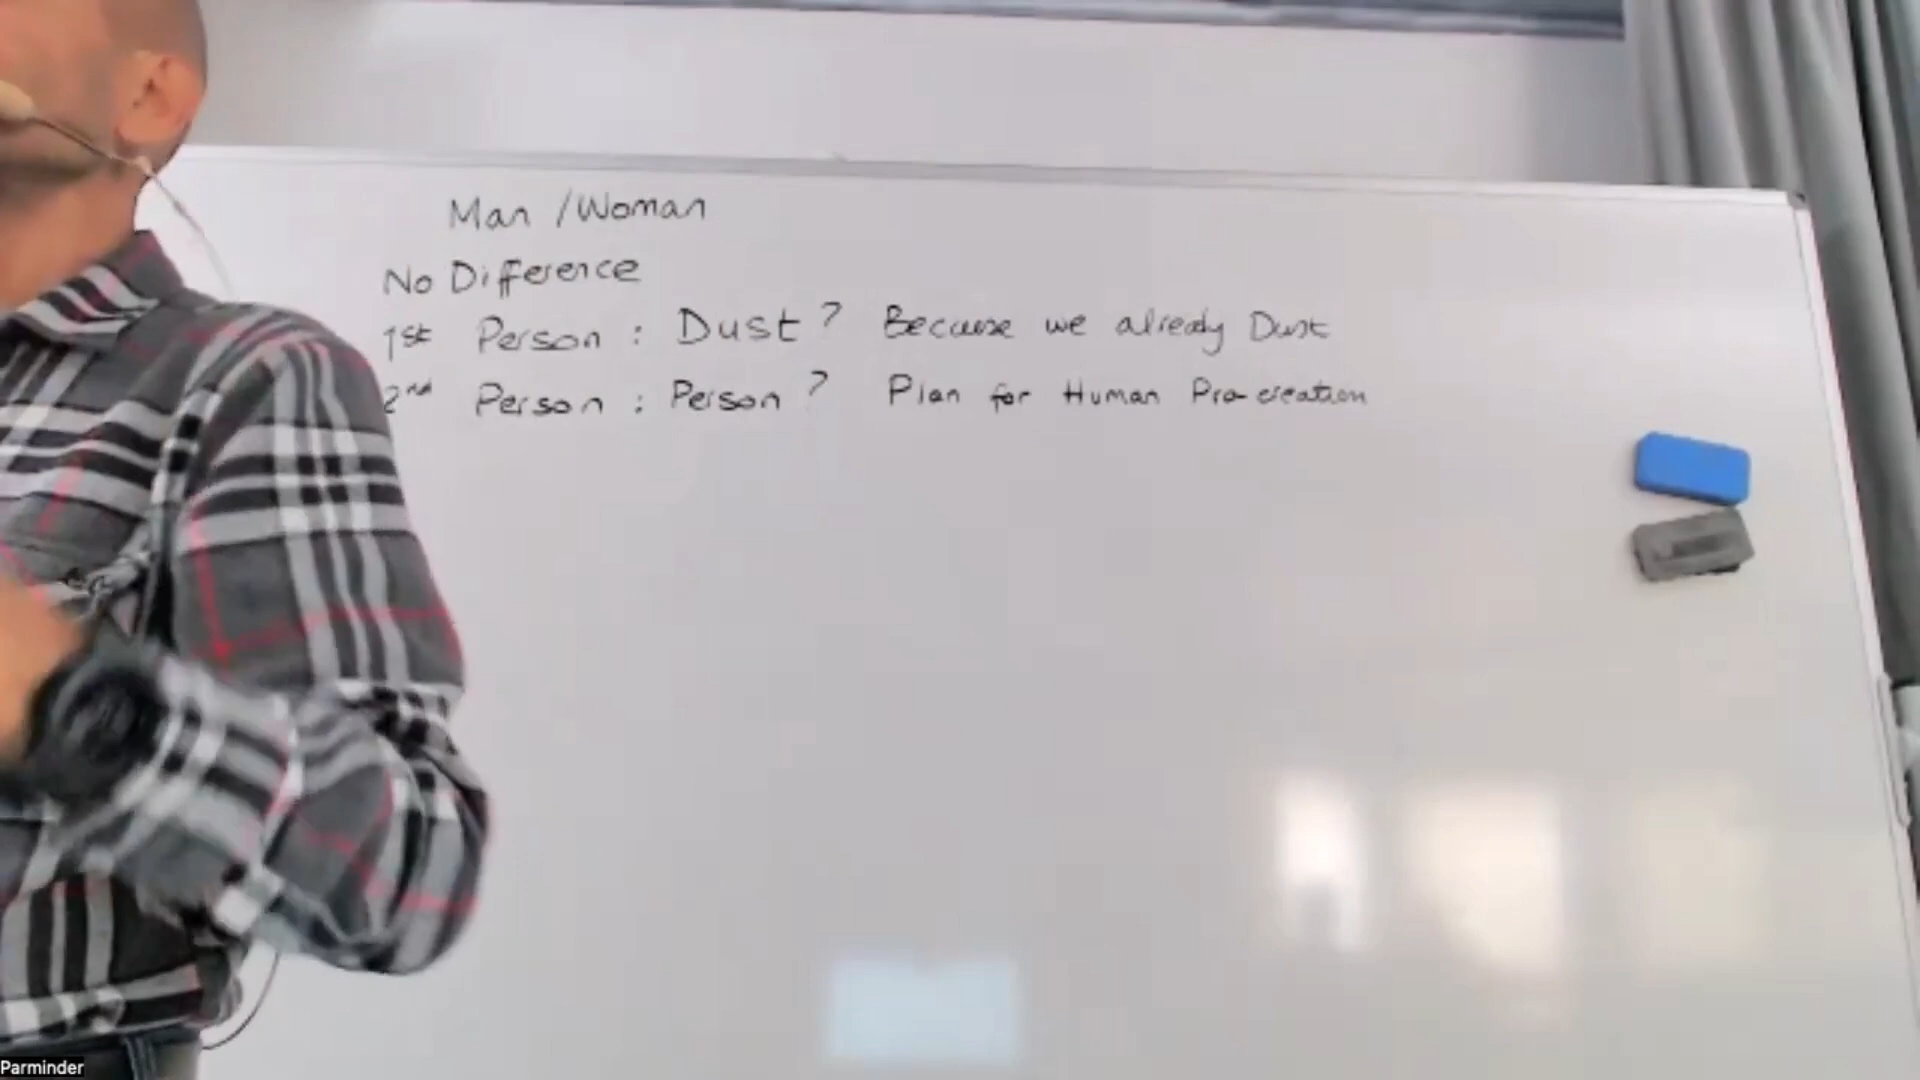 Man / Woman
No Difference
1st Person : Dust ? Because we already Dust
2nd Person : Person ? Plan for Human Pro-creation
Parminder